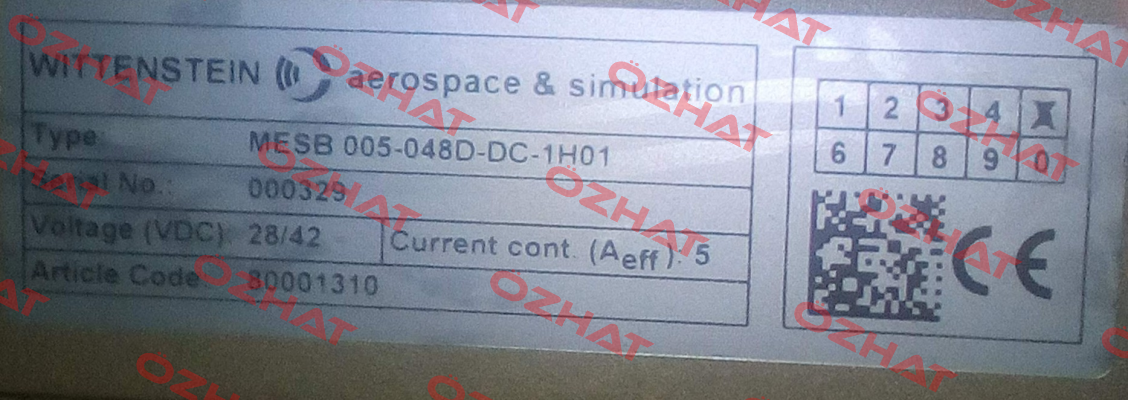 WITTENSTEIN aerospace & simulation
Type: MESB 005-048D-DC-1H01
Serial No.: 000329
Voltage (VDC): 28/42 Current cont. (Aeff): 5
Article Code 80001310
1 2 3 4 X
6 7 8 9 0
CE
OZHAT